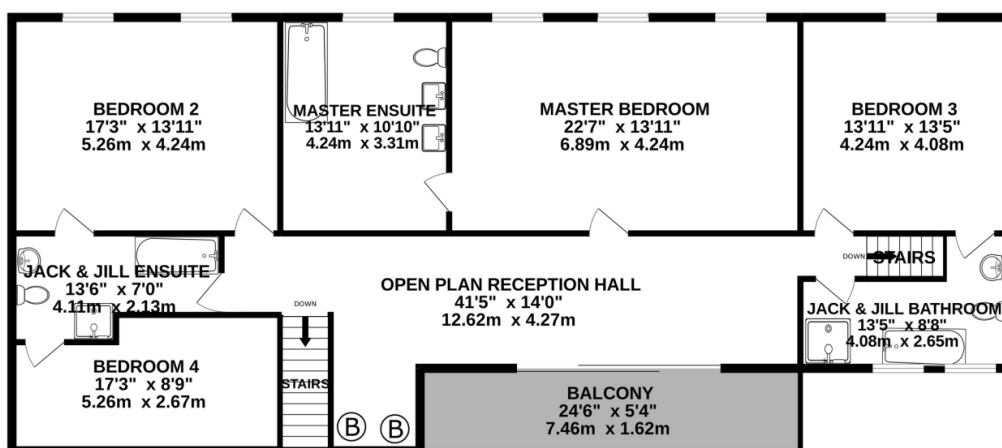 BEDROOM 2
17'3" x 13'11"
5.26m x 4.24m
MASTER ENSUITE
13'11" x 10'10"
4.24m x 3.31m
MASTER BEDROOM
22'7" x 13'11"
6.89m x 4.24m
BEDROOM 3
13'11" x 13'5"
4.24m x 4.08m
JACK & JILL ENSUITE
13'6" x 7'0"
4.11m x 2.13m
DOWN
OPEN PLAN RECEPTION HALL
41'5" x 14'0"
12.62m x 4.27m
DOWN
STAIRS
JACK & JILL BATHROOM
13'5" x 8'8"
4.08m x 2.65m
BEDROOM 4
17'3" x 8'9"
5.26m x 2.67m
STAIRS
B
B
BALCONY
24'6" x 5'4"
7.46m x 1.62m